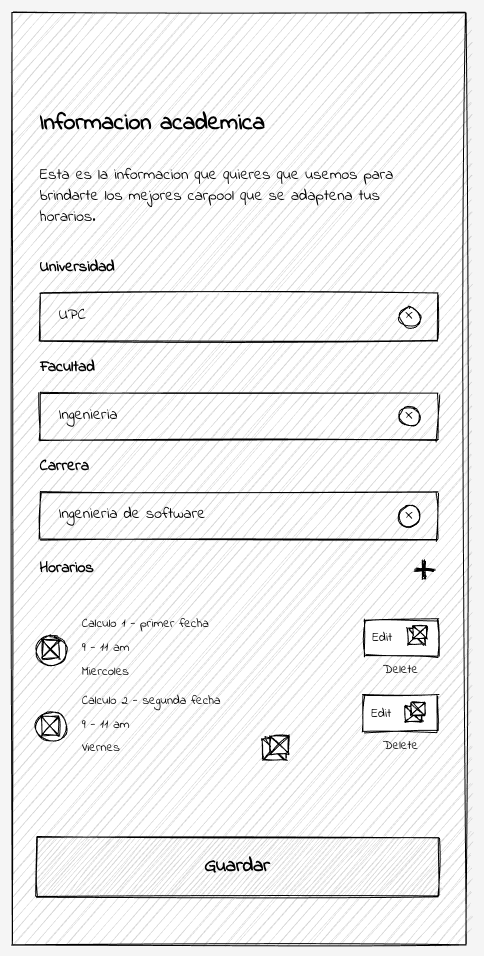 Informacion academica
Esta es la informacion que quieres que usemos para
brindarte los mejores carpool que se adaptena tus
horarios.
Universidad
UPC
Facultad
Ingenieria
Carrera
Ingenieria de software
Horarios
Calculo 1 - primer fecha
9 - 11 am
Miercoles
Edit
Delete
Calculo 2 - segunda fecha
9 - 11 am
Viernes
Edit
Delete
Guardar